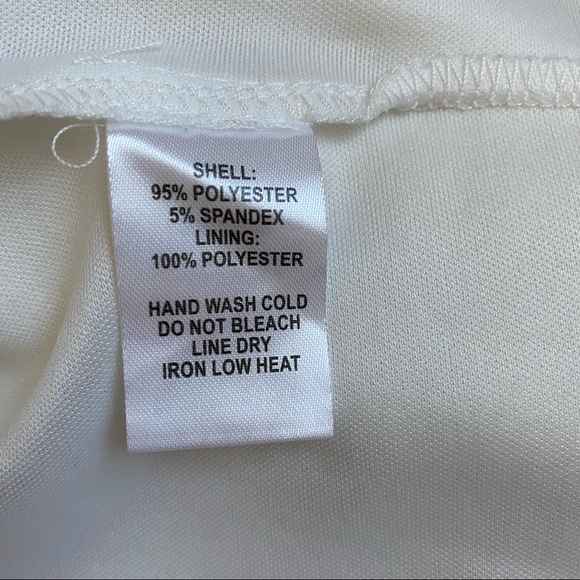 SHELL:
95% POLYESTER
5% SPANDEX
LINING:
100% POLYESTER
HAND WASH COLD
DO NOT BLEACH
LINE DRY
IRON LOW HEAT